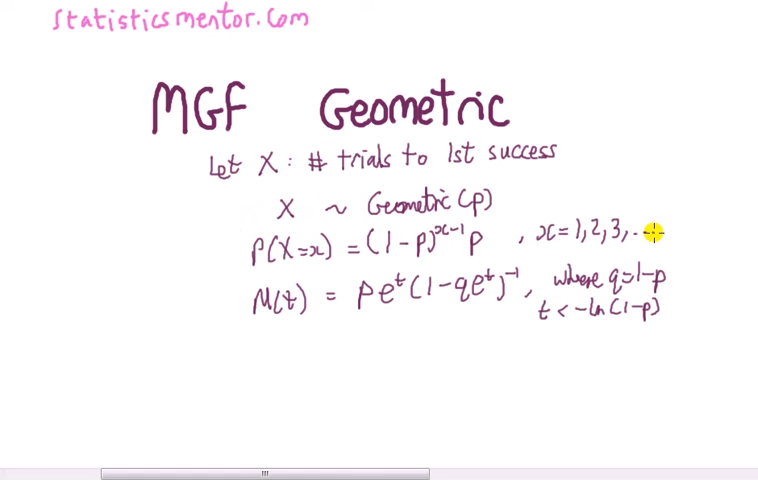 statisticsmentor.com
MGF Geometric
Let X: # trials to 1st success
X ~ Geometric(p)
P(X=x) = (1-p)^{x-1} p , x=1,2,3,...
M(t) = pe^t(1-qe^t)^{-1}, where q=1-p
t < -ln(1-p)